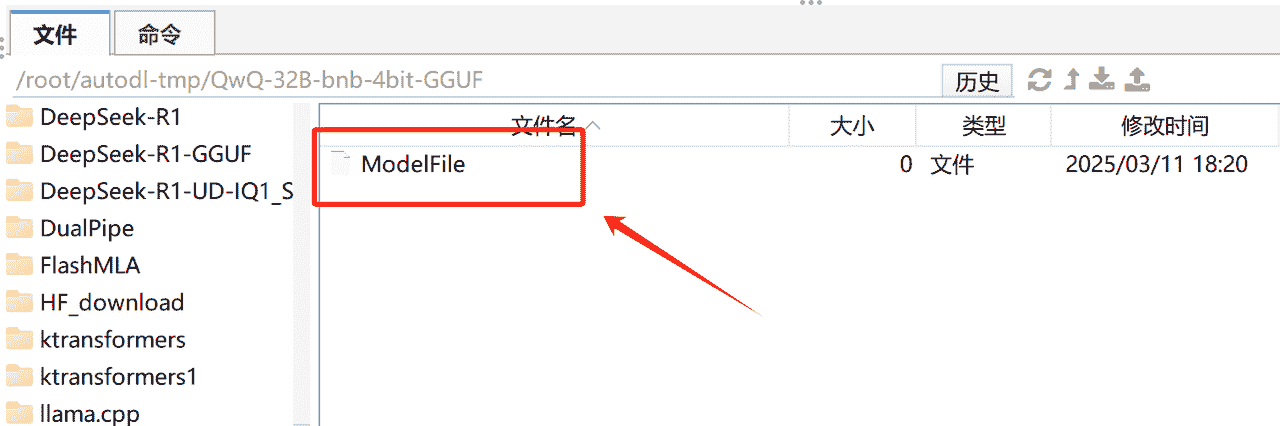 文件 命令
/root/autodl-tmp/QwQ-32B-bnb-4bit-GGUF 历史
DeepSeek-R1
DeepSeek-R1-GGUF
DeepSeek-R1-UD-IQ1_S
DualPipe
FlashMLA
HF_download
ktransformers
ktransformers1
llama.cpp
文件名 大小 类型 修改时间
ModelFile 0 文件 2025/03/11 18:20